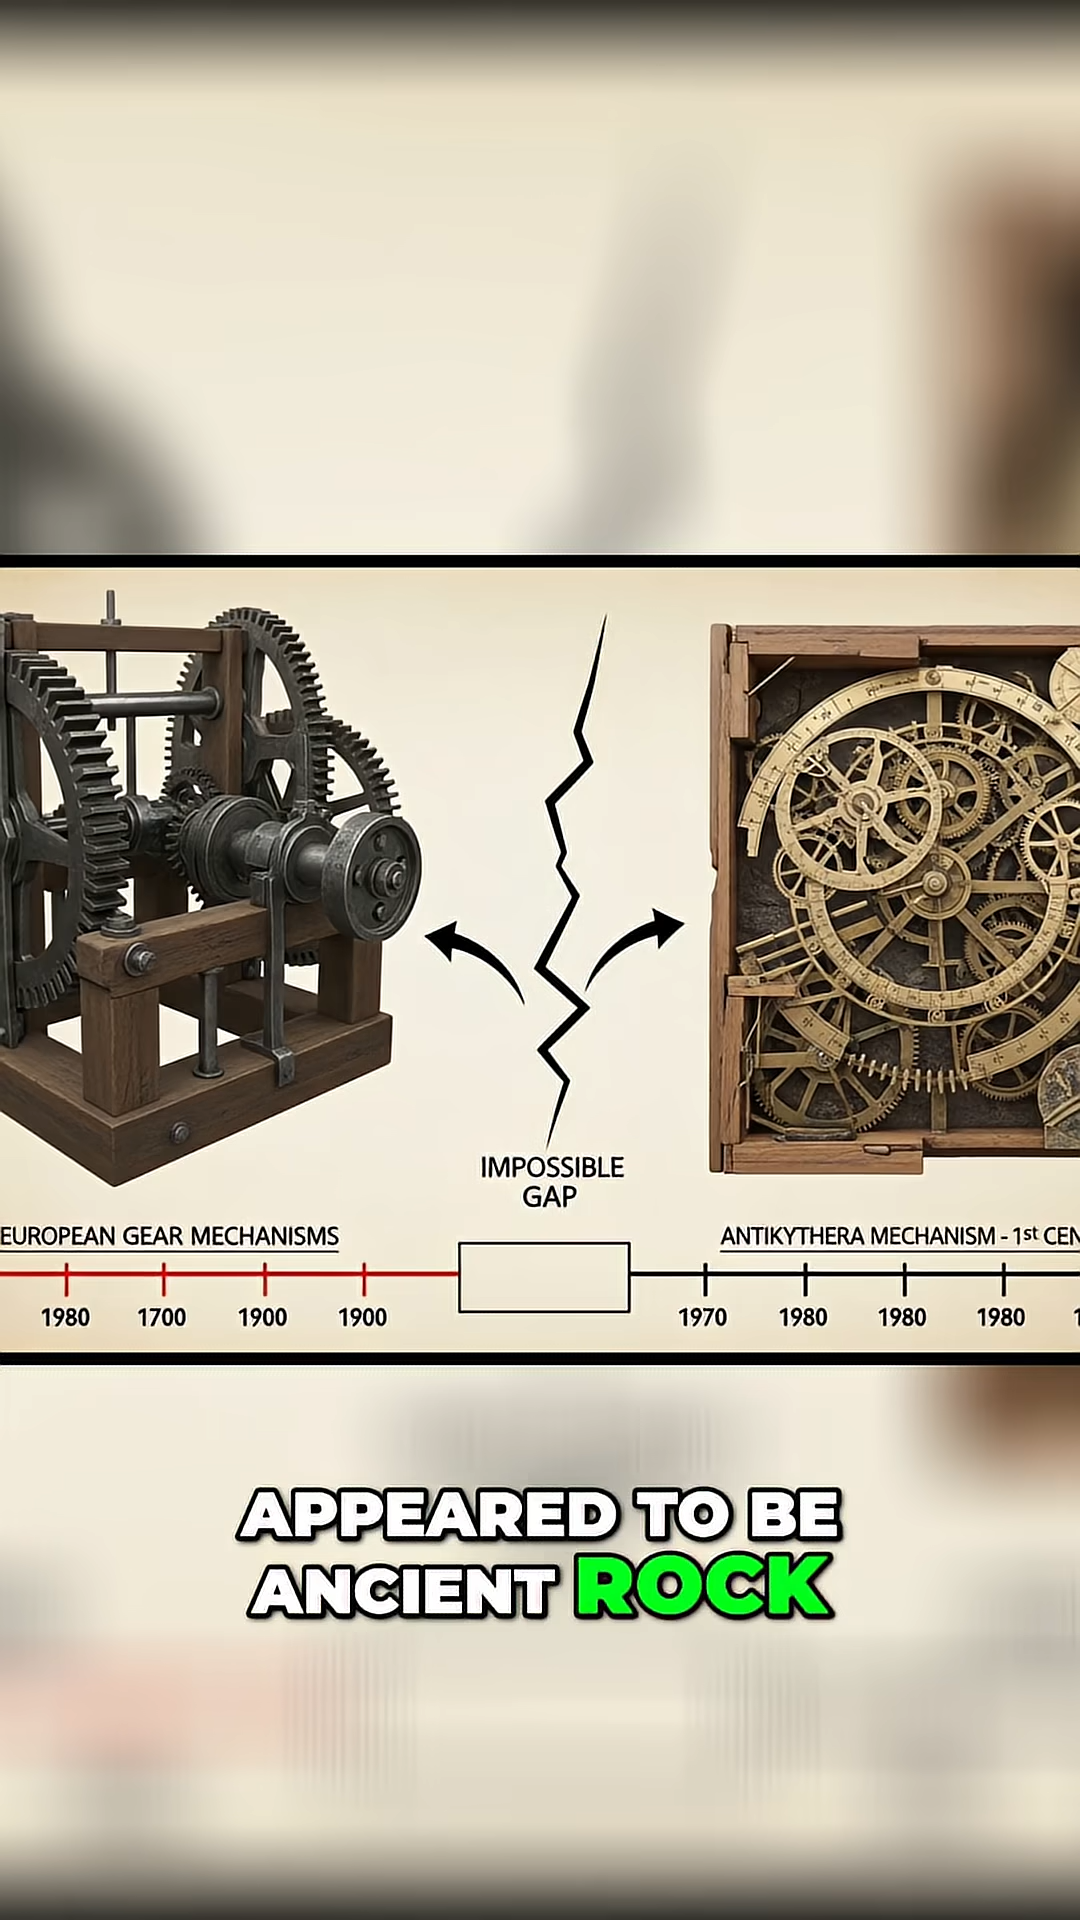 IMPOSSIBLE
GAP
EUROPEAN GEAR MECHANISMS
ANTIKYTHERA MECHANISM - 1st CEN
1980 1700 1900 1900
1970 1980 1980 1980
APPEARED TO BE
ANCIENT ROCK